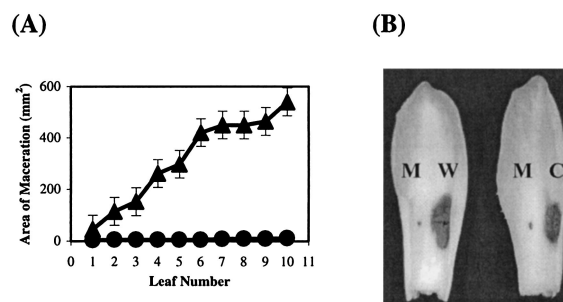 (A)
(B)
Area of Maceration (mm²)
600
400
200
0
0 1 2 3 4 5 6 7 8 9 10 11
Leaf Number
M W M C